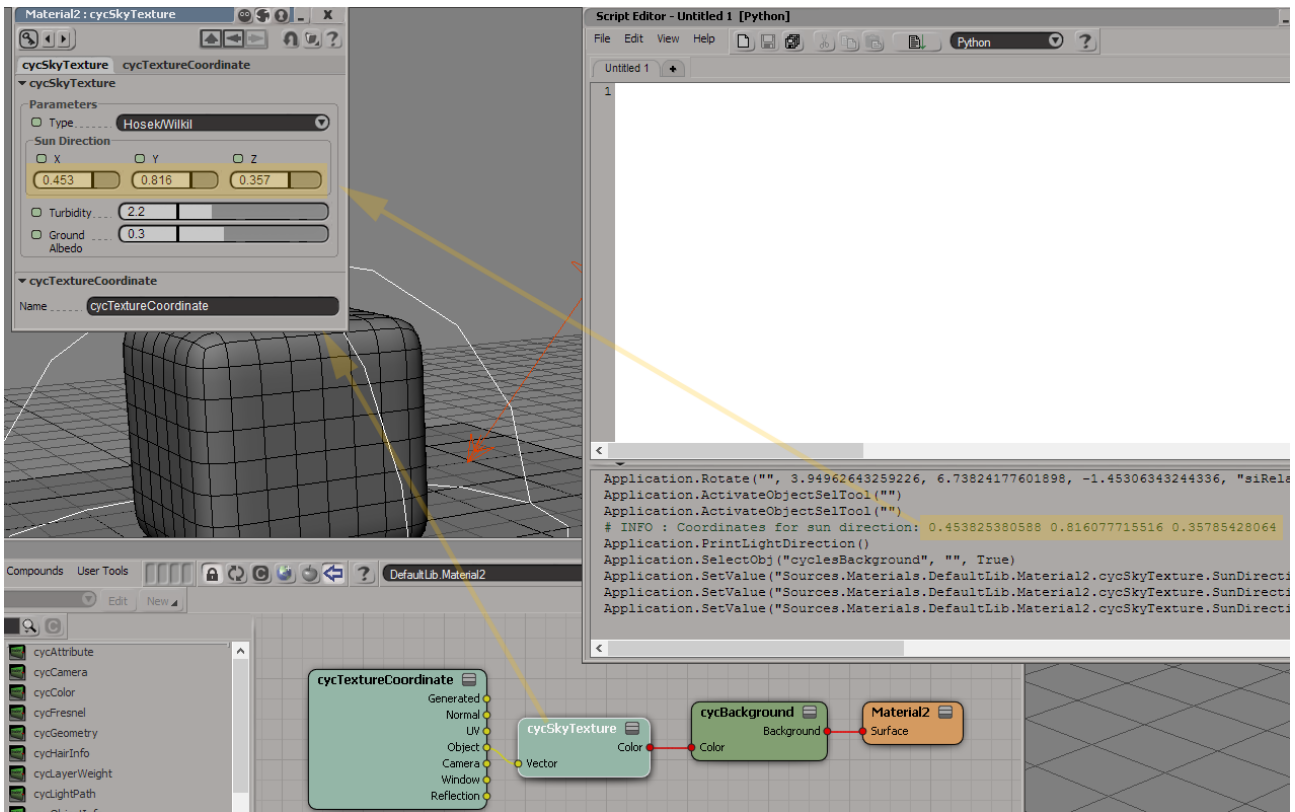 Material2 : cycSkyTexture
cycSkyTexture cycTextureCoordinate
cycSkyTexture
Parameters
Type Hosek/Wilkil
Sun Direction
X Y Z
0.453 0.816 0.357
Turbidity 2.2
Ground 0.3
Albedo
cycTextureCoordinate
Name cycTextureCoordinate
Script Editor - Untitled 1 [Python]
File Edit View Help Python ?
Untitled 1 +
1
Application.Rotate("", 3.94962643259226, 6.73824177601898, -1.45306343244336, "siRela
Application.ActivateObjectSelTool("")
Application.ActivateObjectSelTool("")
# INFO : Coordinates for sun direction: 0.453825380588 0.816077715516 0.35785428064
Application.PrintLightDirection()
Application.SelectObj("cyclesBackground", "", True)
Application.SetValue("Sources.Materials.DefaultLib.Material2.cycSkyTexture.SunDirecti
Application.SetValue("Sources.Materials.DefaultLib.Material2.cycSkyTexture.SunDirecti
Application.SetValue("Sources.Materials.DefaultLib.Material2.cycSkyTexture.SunDirecti
Compounds User Tools ? DefaultLib.Material2
Edit New
cycAttribute
cycCamera
cycColor
cycFresnel
cycGeometry
cycHairInfo
cycLayerWeight
cycLightPath
cycTextureCoordinate
Generated
Normal
UV
Object
Camera
Window
Reflection
cycSkyTexture
Color
Vector
cycBackground
Background
Color
Material2
Surface